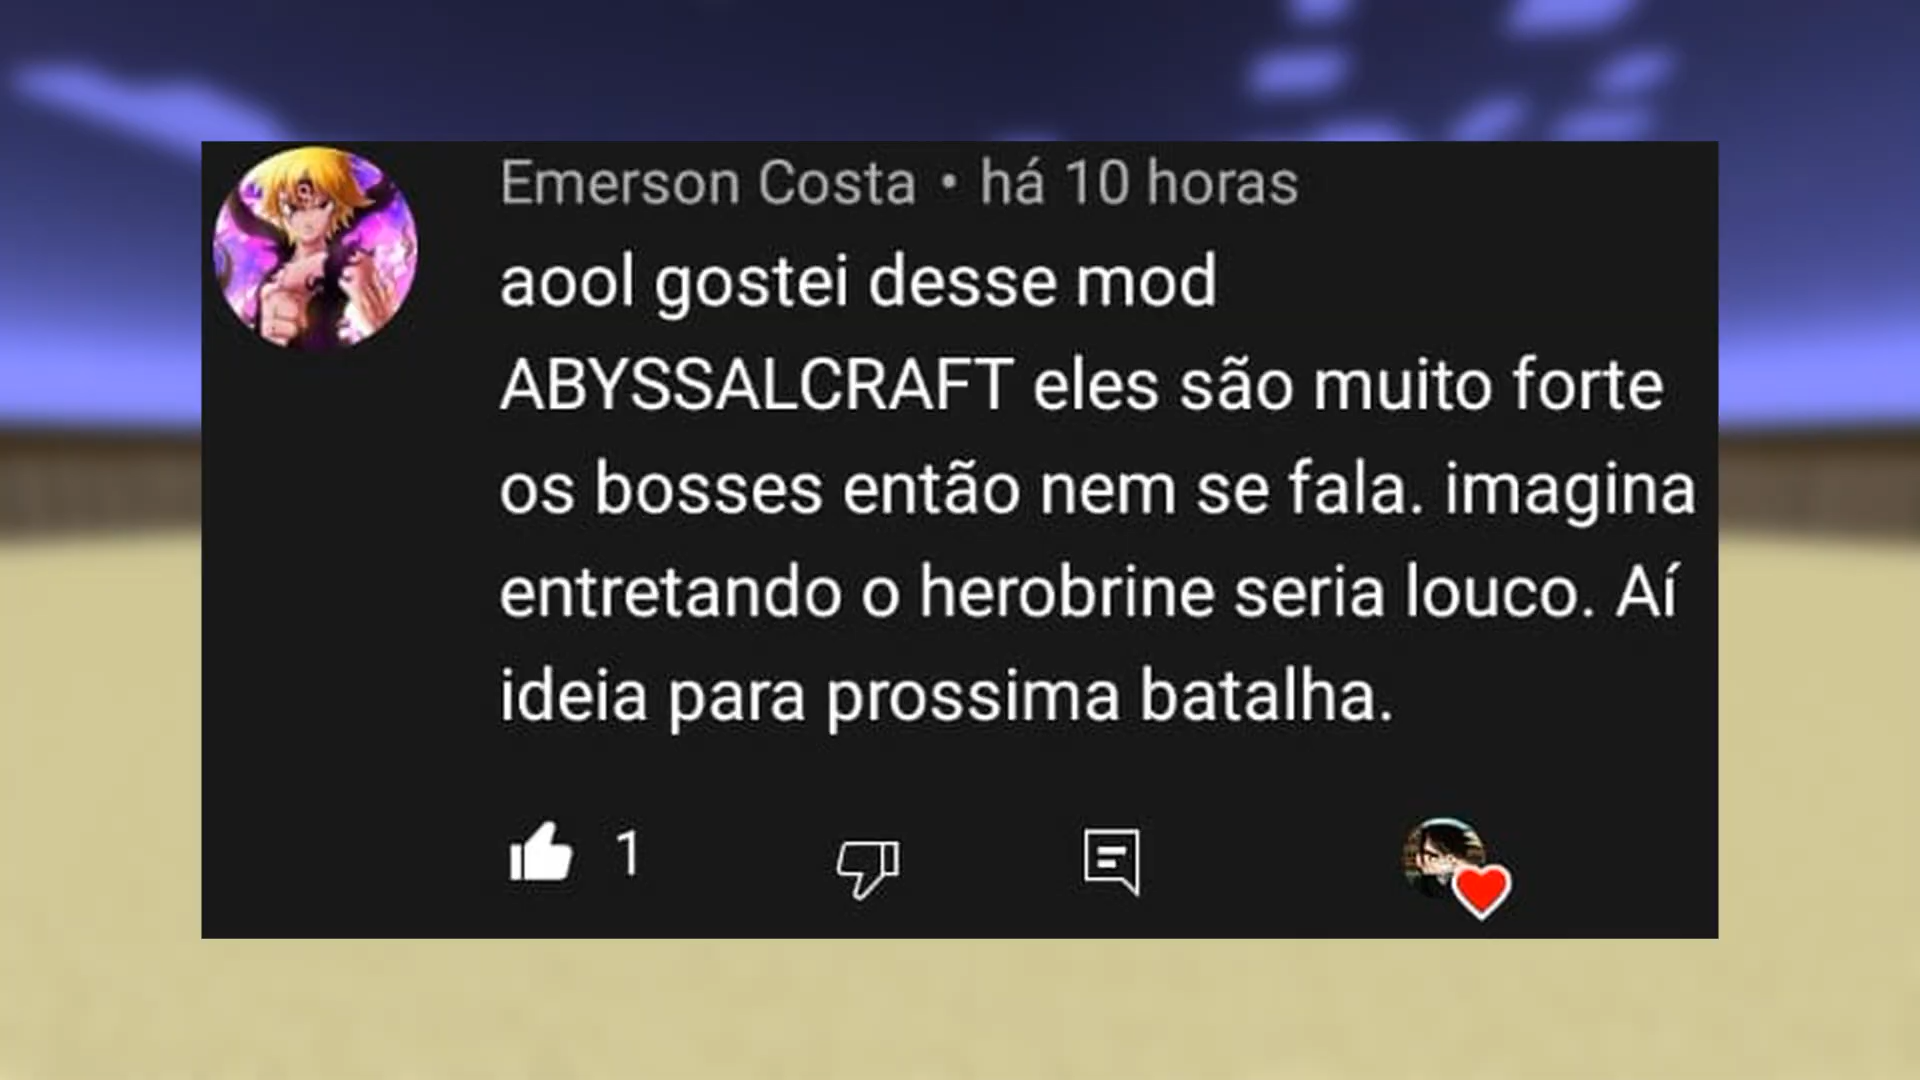 Emerson Costa • há 10 horas
aool gostei desse mod
ABYSSALCRAFT eles são muito forte
os bosses então nem se fala. imagina
entretando o herobrine seria louco. Aí
ideia para prossima batalha.
1